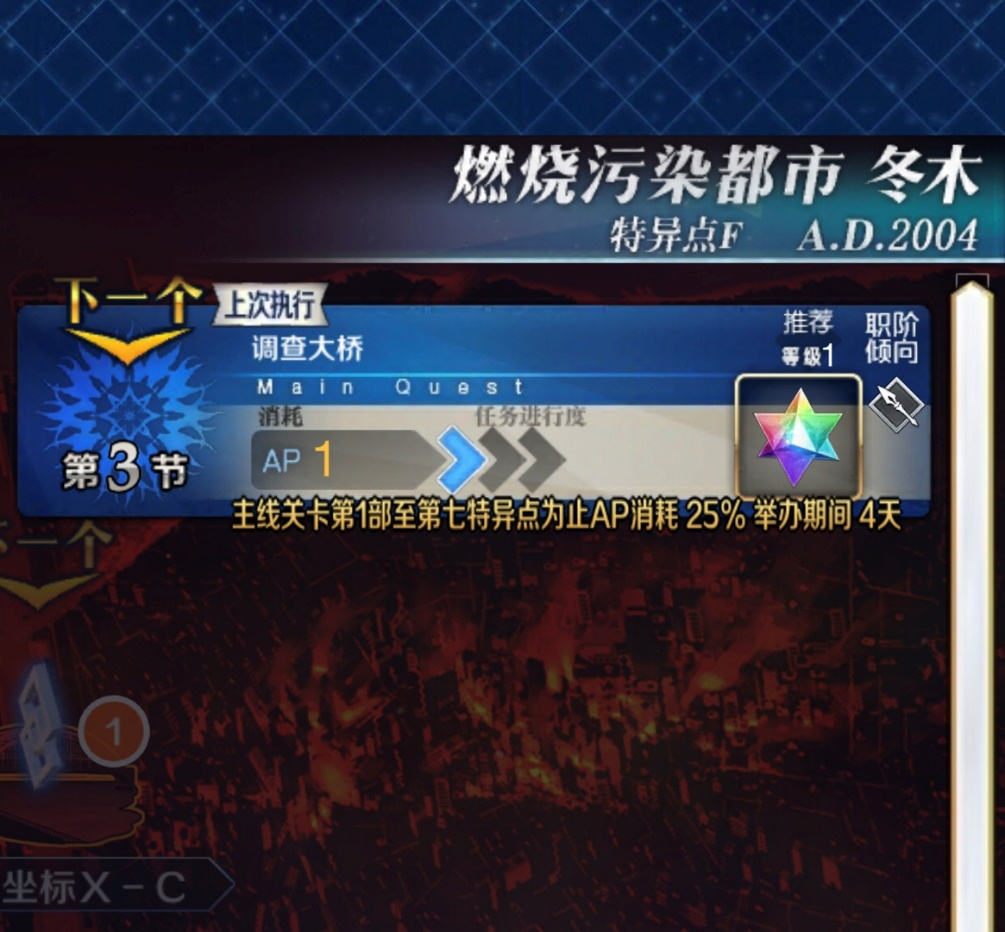 燃烧污染都市 冬木
特异点F A.D.2004
下一个
上次执行
调查大桥
推荐
等级1
职阶
倾向
Main Quest
消耗
任务进行度
AP 1
第3节
主线关卡第1部至第七特异点为止AP消耗 25% 举办期间 4天
下一个
1
坐标X-C